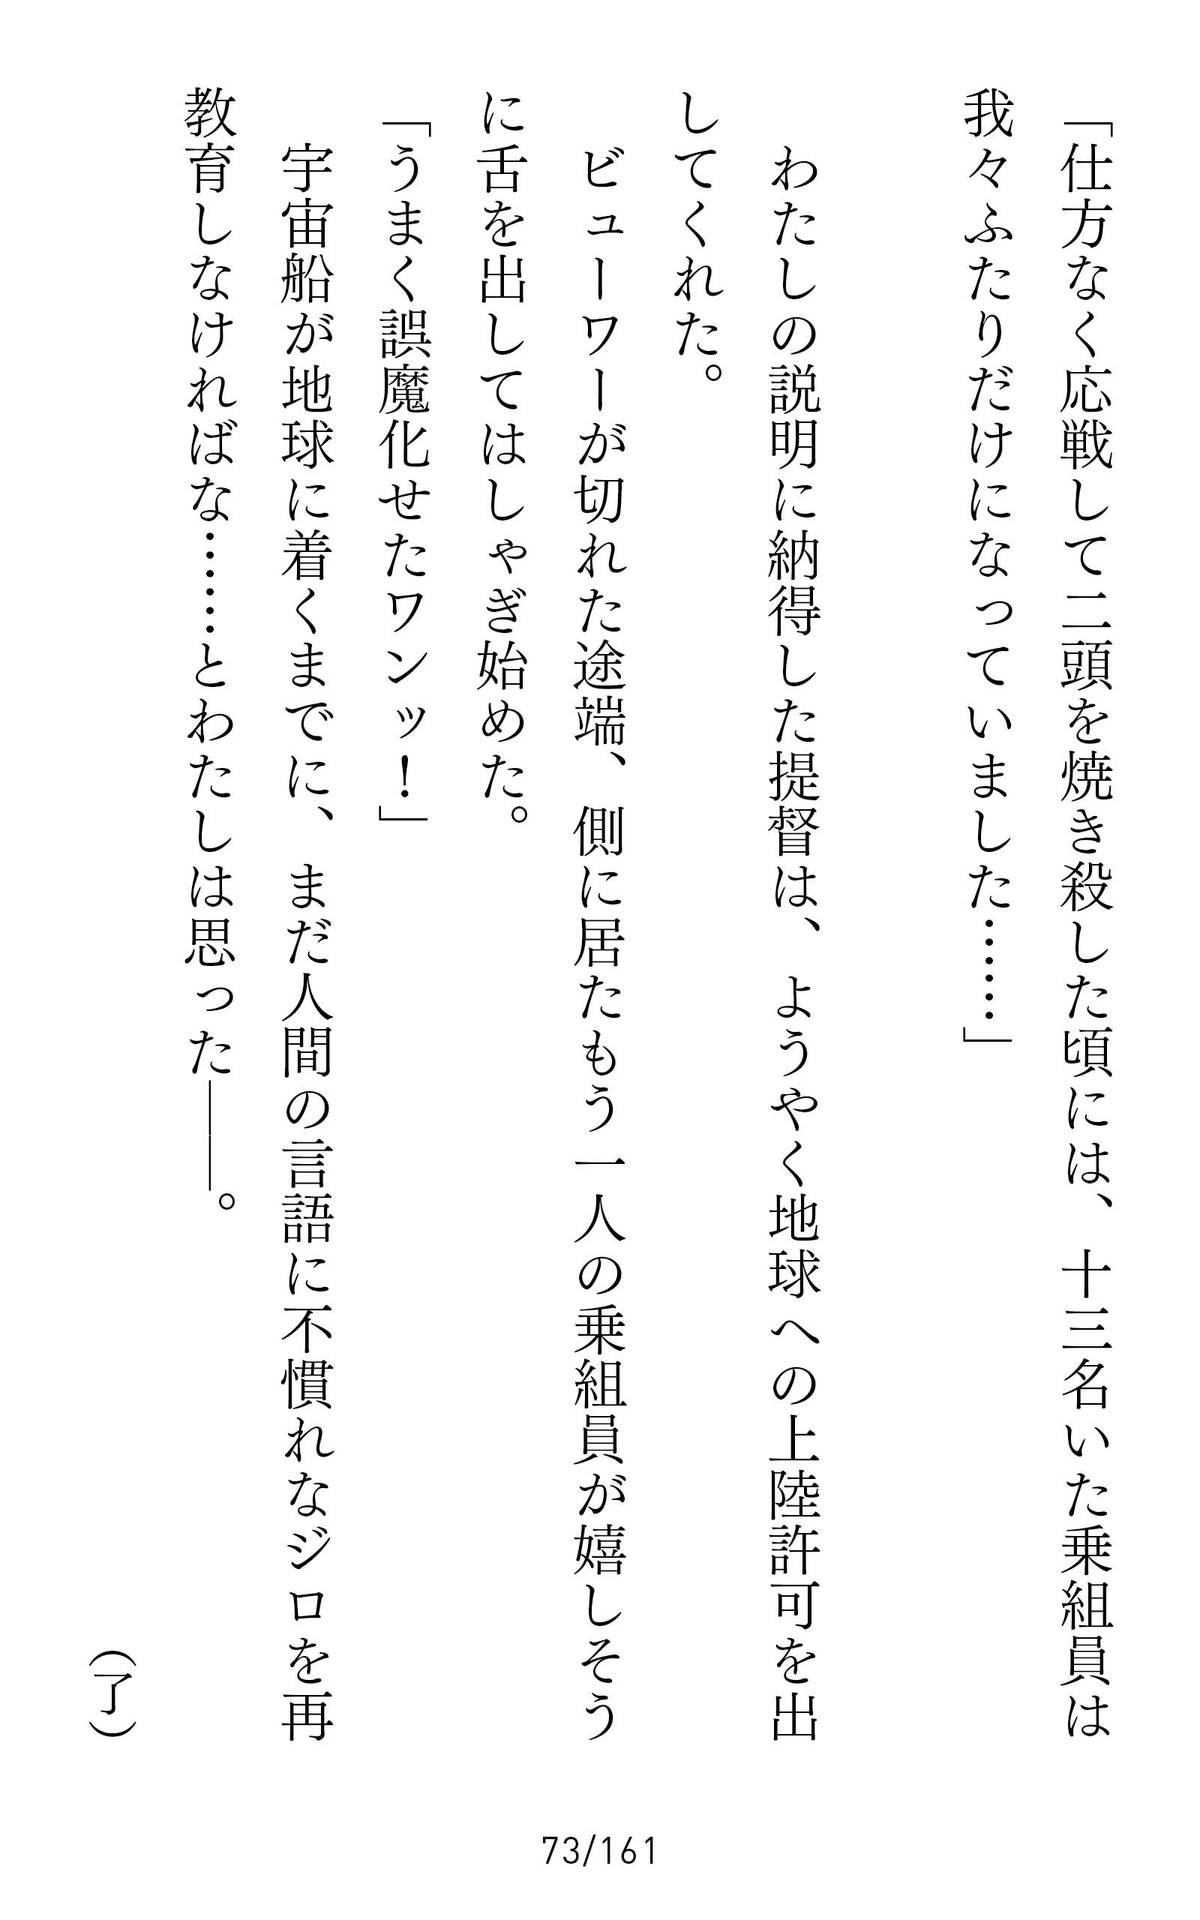 「仕方なく応戦して二頭を焼き殺した頃には、十三名いた乗組員は
我々ふたりだけになっていました……」
わたしの説明に納得した提督は、ようやく地球への上陸許可を出
してくれた。
ビューワーが切れた途端、側に居たもう一人の乗組員が嬉しそう
に舌を出してはしゃぎ始めた。
「うまく誤魔化せたワンッ！」
宇宙船が地球に着くまでに、まだ人間の言語に不慣れなジロを再
教育しなければな……とわたしは思った――。
（了）
73/161